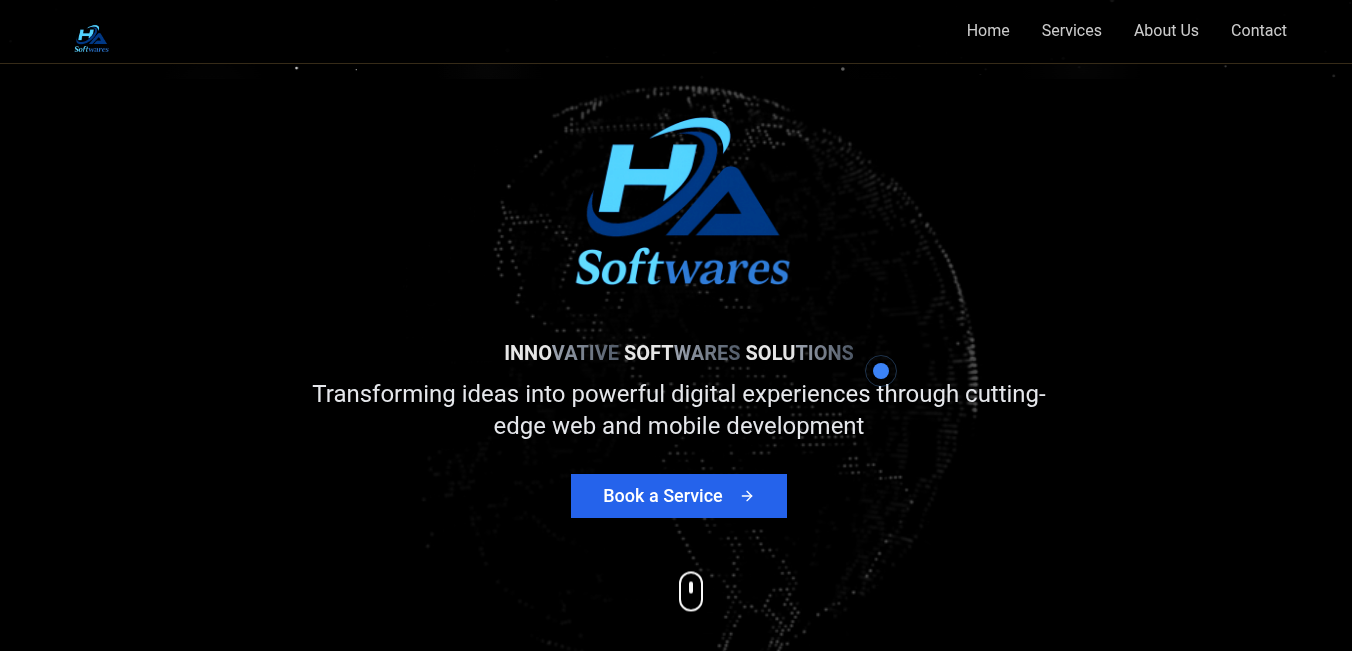 HA
Softwares
Home Services About Us Contact
HA
Softwares
INNOVATIVE SOFTWARES SOLUTIONS
Transforming ideas into powerful digital experiences through cutting-
edge web and mobile development
Book a Service